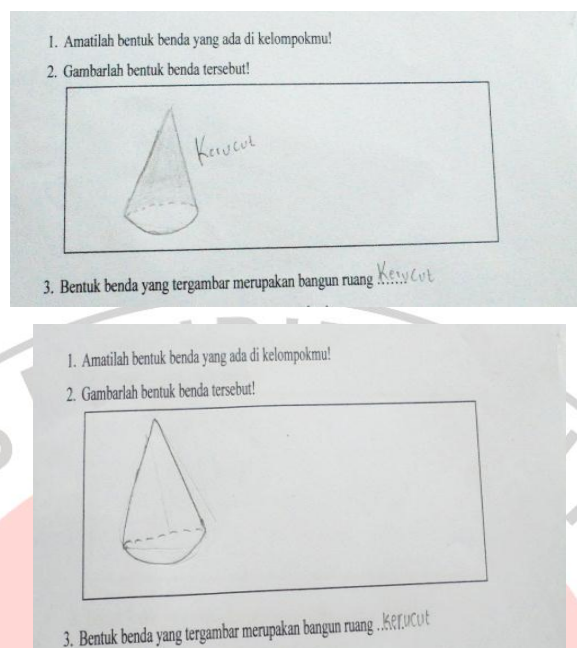 1. Amatilah bentuk benda yang ada di kelompokmu!
2. Gambarlah bentuk benda tersebut!
Kerucut
3. Bentuk benda yang tergambar merupakan bangun ruang ........Kerucut
1. Amatilah bentuk benda yang ada di kelompokmu!
2. Gambarlah bentuk benda tersebut!
3. Bentuk benda yang tergambar merupakan bangun ruang ..kerucut